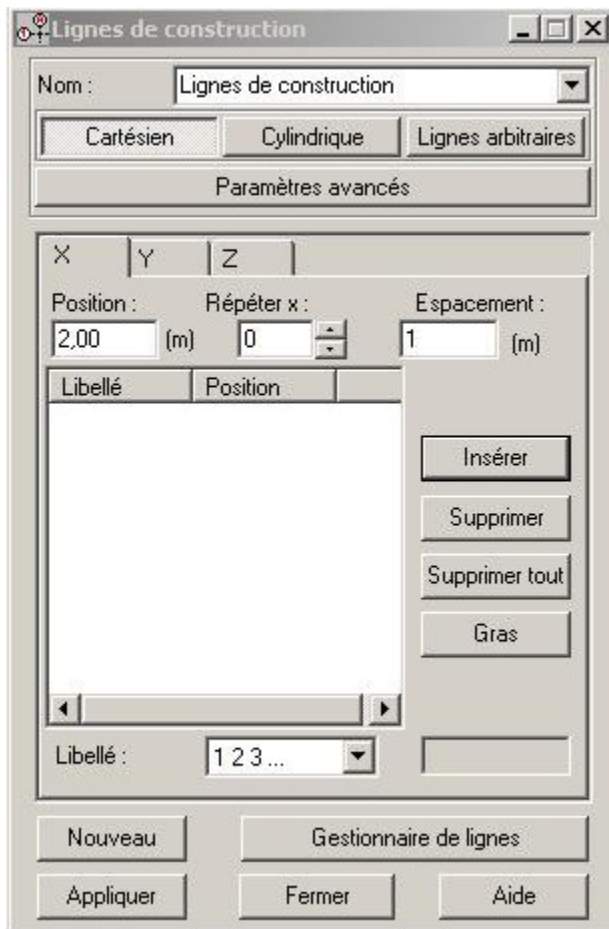 Lignes de construction
Nom : Lignes de construction
Cartésien Cylindrique Lignes arbitraires
Paramètres avancés
X Y Z
Position : Répéter x : Espacement :
2,00 (m) 0 1 (m)
Libellé Position
Insérer
Supprimer
Supprimer tout
Gras
Libellé : 1 2 3 ...
Nouveau Gestionnaire de lignes
Appliquer Fermer Aide